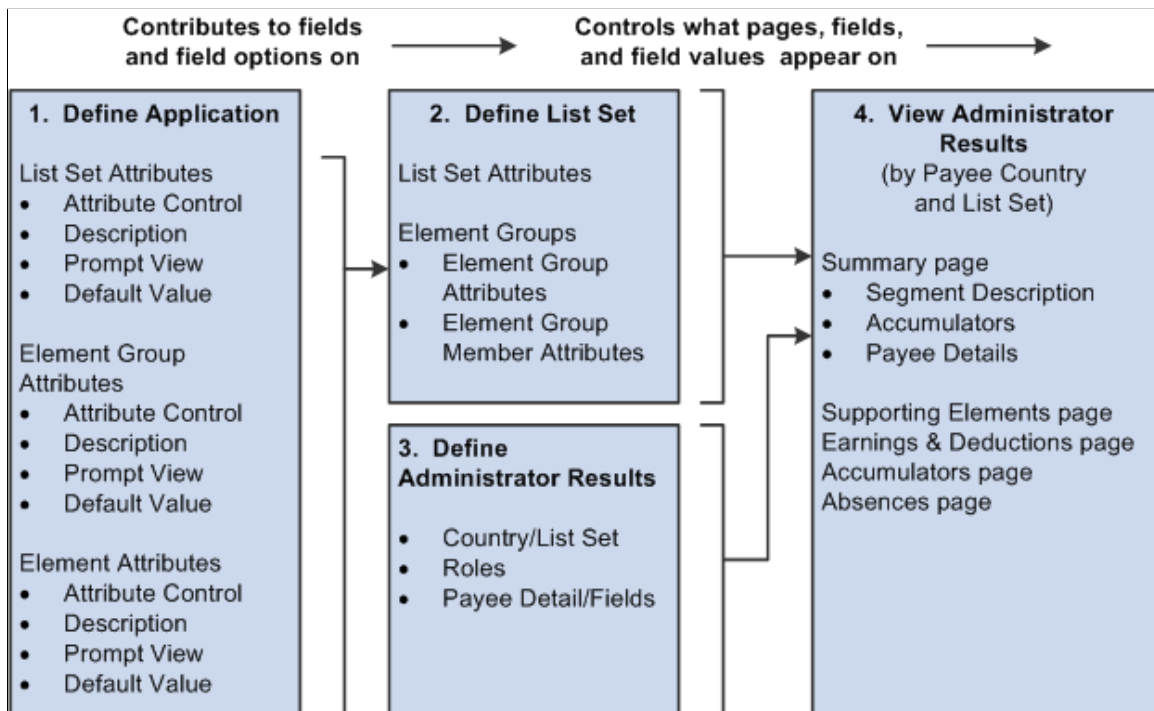 Contributes to fields
and field options on
Controls what pages, fields,
and field values appear on
1. Define Application
List Set Attributes
• Attribute Control
• Description
• Prompt View
• Default Value
Element Group
Attributes
• Attribute Control
• Description
• Prompt View
• Default Value
Element Attributes
• Attribute Control
• Description
• Prompt View
• Default Value
2. Define List Set
List Set Attributes
Element Groups
• Element Group
Attributes
• Element Group
Member Attributes
3. Define
Administrator Results
• Country/List Set
• Roles
• Payee Detail/Fields
4. View Administrator
Results
(by Payee Country
and List Set)
Summary page
• Segment Description
• Accumulators
• Payee Details
Supporting Elements page
Earnings & Deductions page
Accumulators page
Absences page